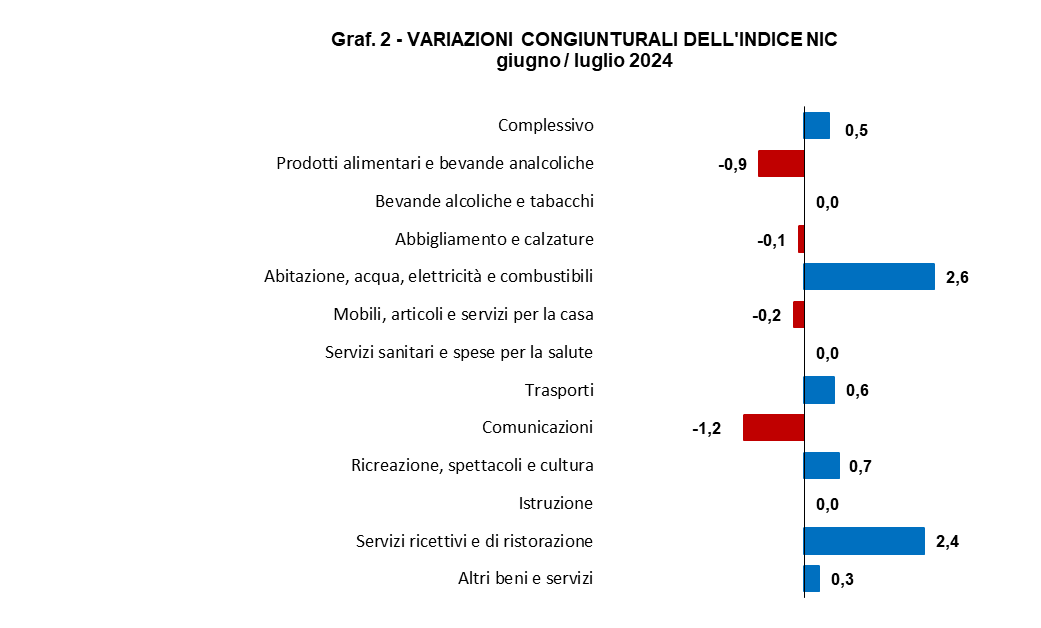 Graf. 2 - VARIAZIONI CONGIUNTURALI DELL'INDICE NIC
giugno / luglio 2024
Complessivo 0,5
Prodotti alimentari e bevande analcoliche -0,9
Bevande alcoliche e tabacchi 0,0
Abbigliamento e calzature -0,1
Abitazione, acqua, elettricità e combustibili 2,6
Mobili, articoli e servizi per la casa -0,2
Servizi sanitari e spese per la salute 0,0
Trasporti 0,6
Comunicazioni -1,2
Ricreazione, spettacoli e cultura 0,7
Istruzione 0,0
Servizi ricettivi e di ristorazione 2,4
Altri beni e servizi 0,3